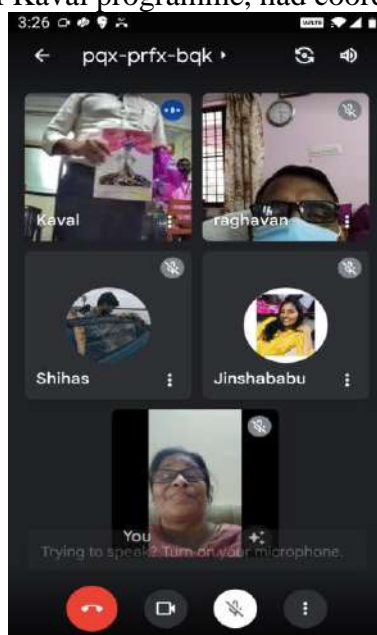 Kaval programme, had coord
3:26
pqx-prfx-bqk
Kaval
raghavan
Shihas
Jinshababu
You
Trying to speak? Turn on your microphone.